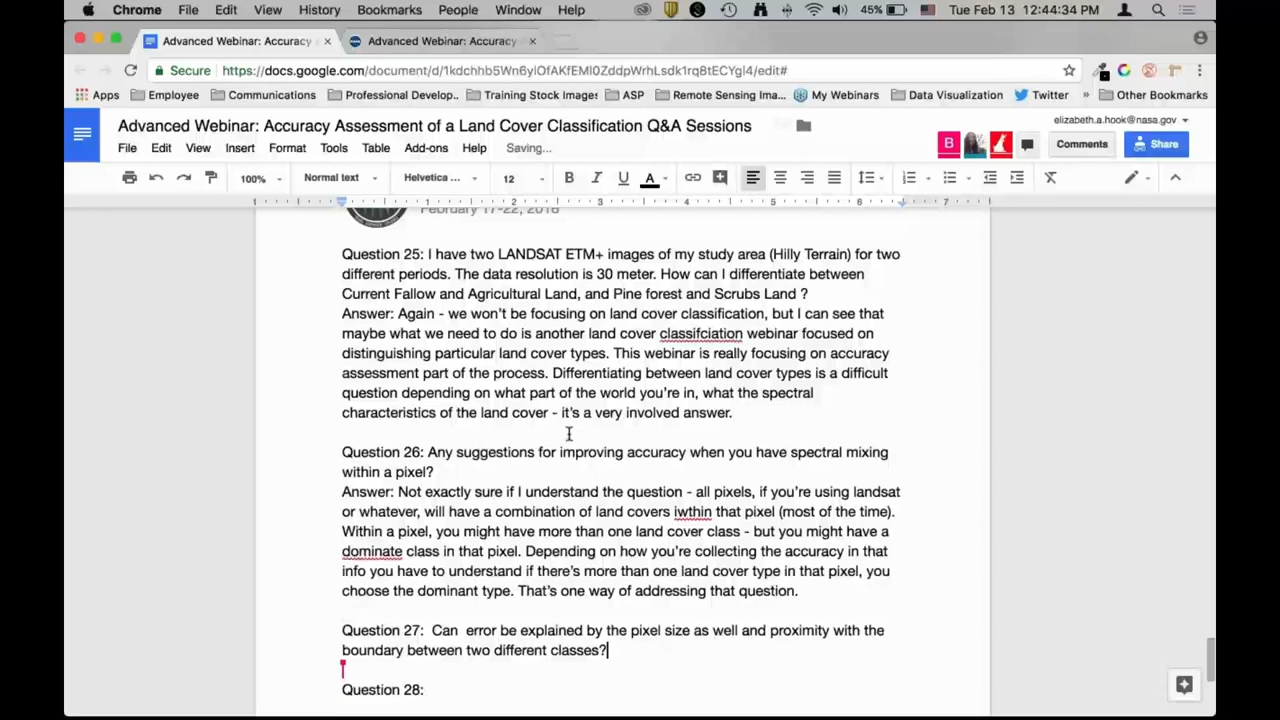 Chrome File Edit View History Bookmarks People Window Help 45% Tue Feb 13 12:44:34 PM
Advanced Webinar: Accuracy × Advanced Webinar: Accuracy ×
Secure https://docs.google.com/document/d/1kdchhb5Wn6ylOfAKfEMl0ZddpWrhLsdk1rq8tECYgl4/edit#
Apps Employee Communications Professional Develop.. Training Stock Images ASP Remote Sensing Ima... My Webinars Data Visualization Twitter » Other Bookmarks
elizabeth.a.hook@nasa.gov
Advanced Webinar: Accuracy Assessment of a Land Cover Classification Q&A Sessions
File Edit View Insert Format Tools Table Add-ons Help Saving... B Comments Share
100% Normal text Helvetica ... 12 B I U A
1 1 2 3 4 5 6 7
February 17-22, 2018
Question 25: I have two LANDSAT ETM+ images of my study area (Hilly Terrain) for two
different periods. The data resolution is 30 meter. How can I differentiate between
Current Fallow and Agricultural Land, and Pine forest and Scrubs Land ?
Answer: Again - we won't be focusing on land cover classification, but I can see that
maybe what we need to do is another land cover classifciation webinar focused on
distinguishing particular land cover types. This webinar is really focusing on accuracy
assessment part of the process. Differentiating between land cover types is a difficult
question depending on what part of the world you're in, what the spectral
characteristics of the land cover - it's a very involved answer.
Question 26: Any suggestions for improving accuracy when you have spectral mixing
within a pixel?
Answer: Not exactly sure if I understand the question - all pixels, if you're using landsat
or whatever, will have a combination of land covers iwthin that pixel (most of the time).
Within a pixel, you might have more than one land cover class - but you might have a
dominate class in that pixel. Depending on how you're collecting the accuracy in that
info you have to understand if there's more than one land cover type in that pixel, you
choose the dominant type. That's one way of addressing that question.
Question 27:  Can  error be explained by the pixel size as well and proximity with the
boundary between two different classes?
Question 28: